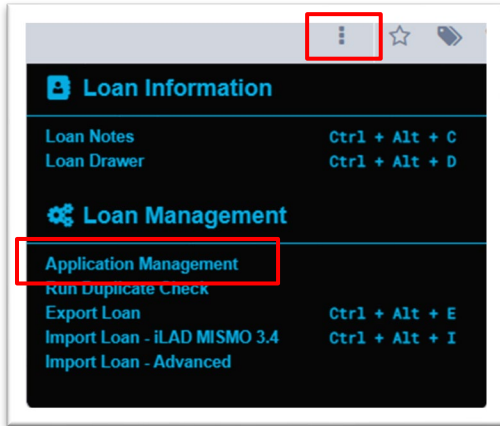 Loan Information
Loan Notes Ctrl + Alt + C
Loan Drawer Ctrl + Alt + D
Loan Management
Application Management
Run Duplicate Check
Export Loan Ctrl + Alt + E
Import Loan - iLAD MISMO 3.4 Ctrl + Alt + I
Import Loan - Advanced